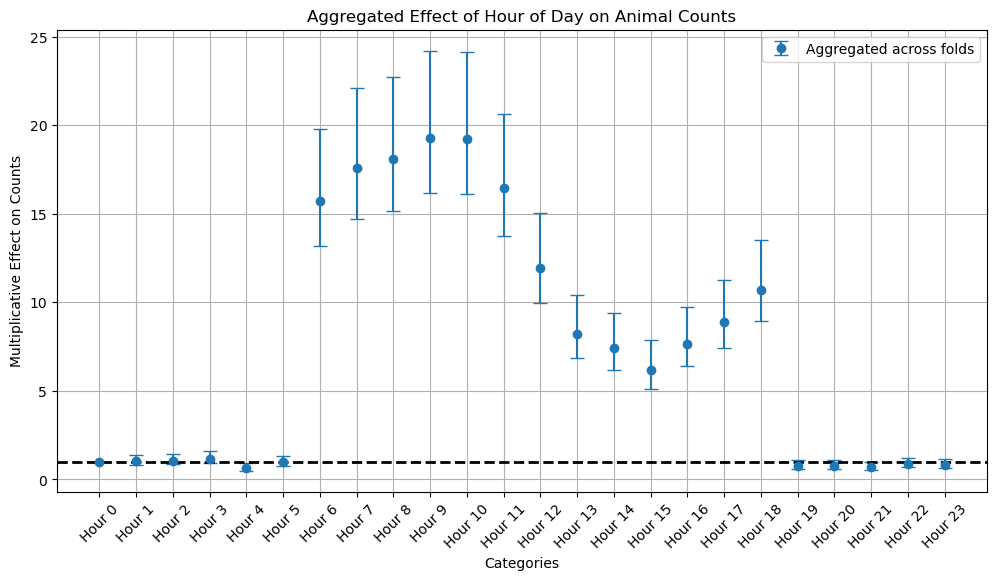 Aggregated Effect of Hour of Day on Animal Counts
Aggregated across folds
Multiplicative Effect on Counts
25
20
15
10
5
0
Hour 0
Hour 1
Hour 2
Hour 3
Hour 4
Hour 5
Hour 6
Hour 7
Hour 8
Hour 9
Hour 10
Hour 11
Hour 12
Hour 13
Hour 14
Hour 15
Hour 16
Hour 17
Hour 18
Hour 19
Hour 20
Hour 21
Hour 22
Hour 23
Categories